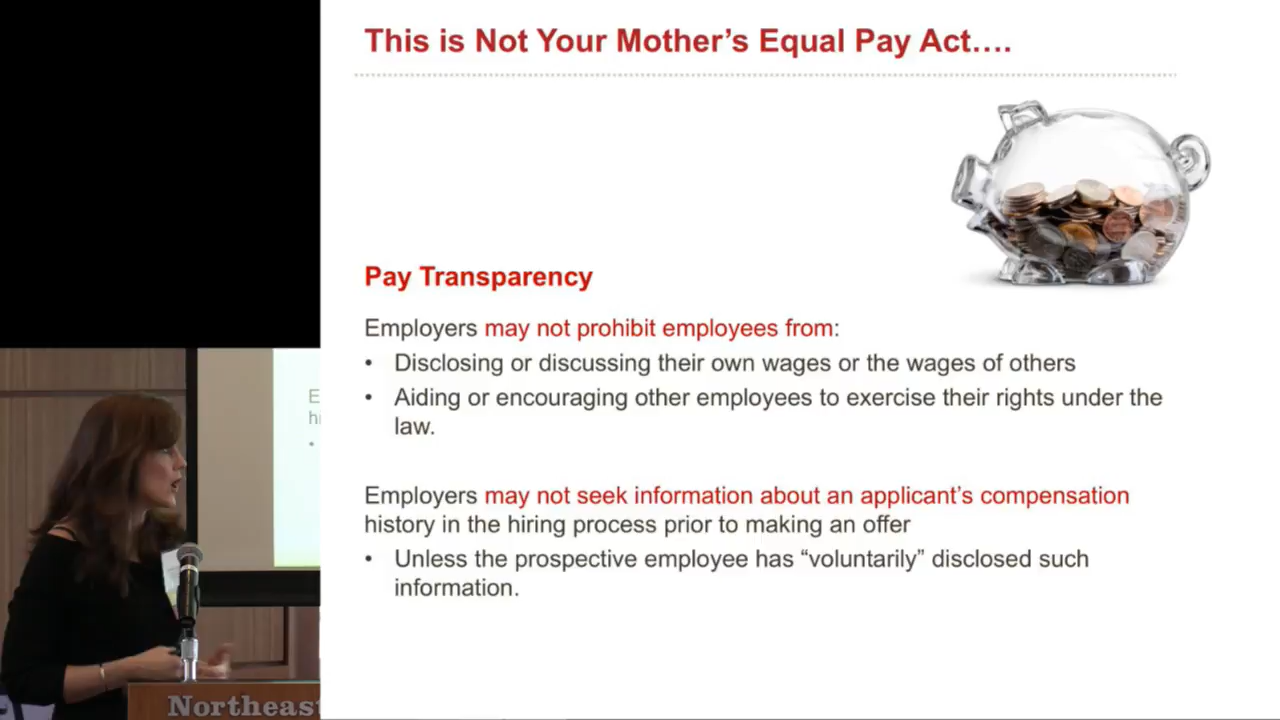 This is Not Your Mother’s Equal Pay Act….
Pay Transparency
Employers may not prohibit employees from:
• Disclosing or discussing their own wages or the wages of others
• Aiding or encouraging other employees to exercise their rights under the
law.
Employers may not seek information about an applicant’s compensation
history in the hiring process prior to making an offer
• Unless the prospective employee has “voluntarily” disclosed such
information.
Northeast